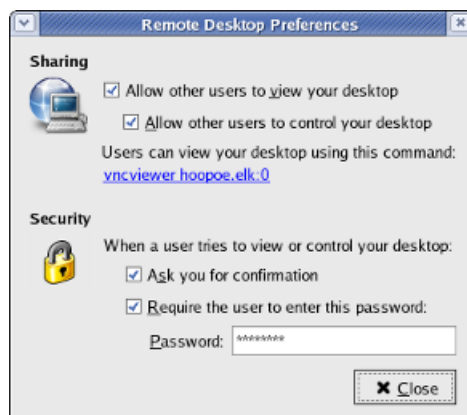 Remote Desktop Preferences
Sharing
Allow other users to view your desktop
Allow other users to control your desktop
Users can view your desktop using this command:
vncviewer hoopoe.elk:0
Security
When a user tries to view or control your desktop:
Ask you for confirmation
Require the user to enter this password:
Password: ********
Close